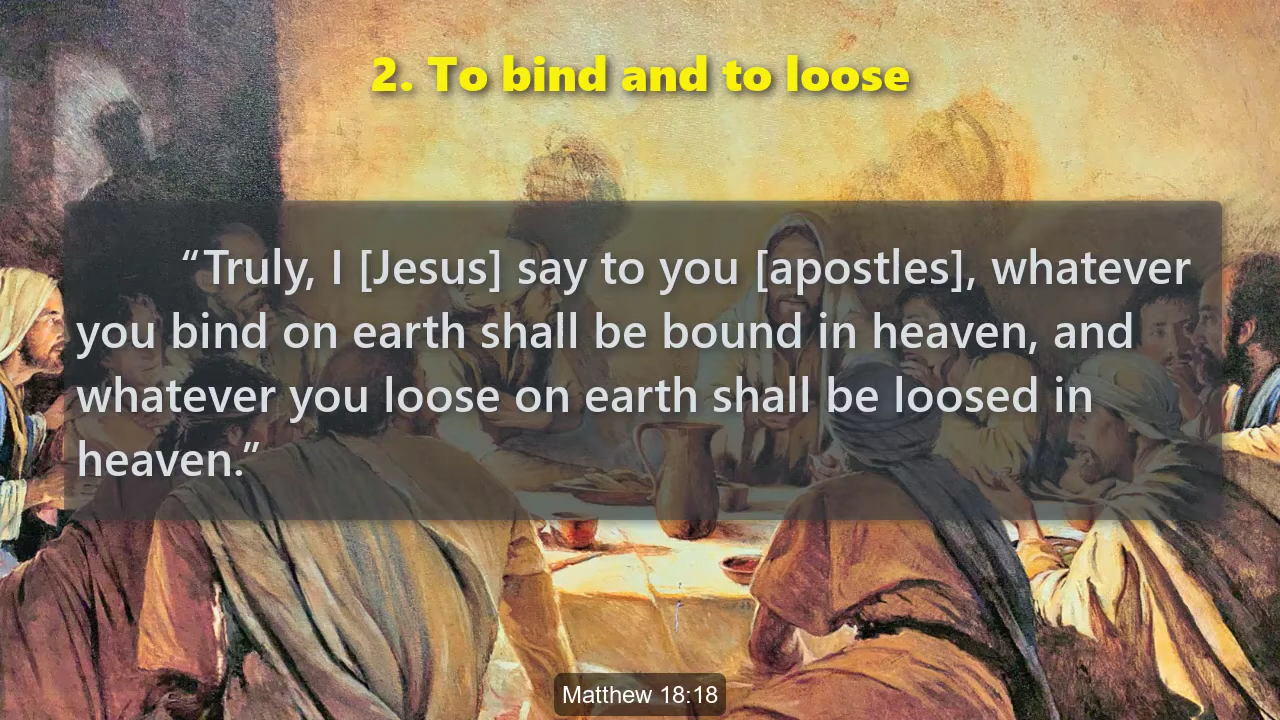 2. To bind and to loose
“Truly, I [Jesus] say to you [apostles], whatever
you bind on earth shall be bound in heaven, and
whatever you loose on earth shall be loosed in
heaven.”
Matthew 18:18